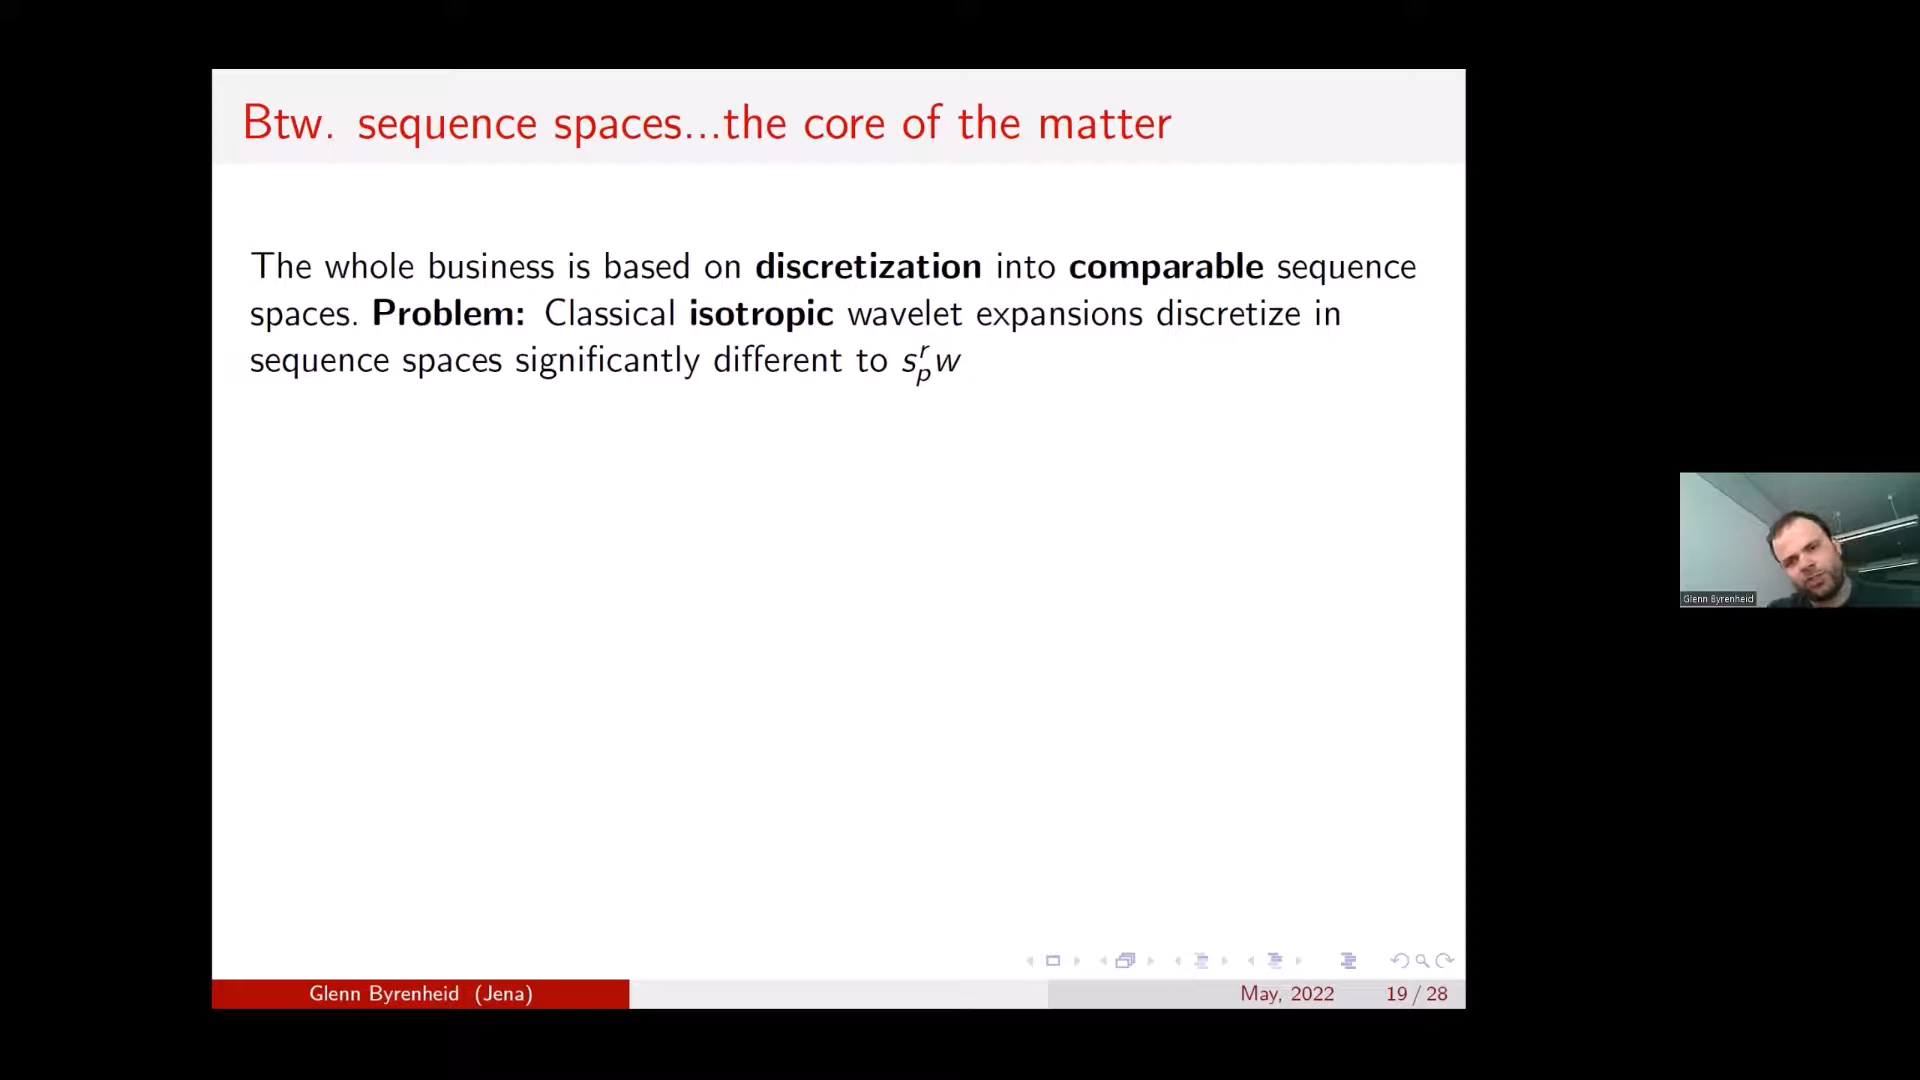 Btw. sequence spaces...the core of the matter
The whole business is based on discretization into comparable sequence
spaces. Problem: Classical isotropic wavelet expansions discretize in
sequence spaces significantly different to $s_p^r w$
Glenn Byrenheid
Glenn Byrenheid (Jena)
May, 2022
19 / 28